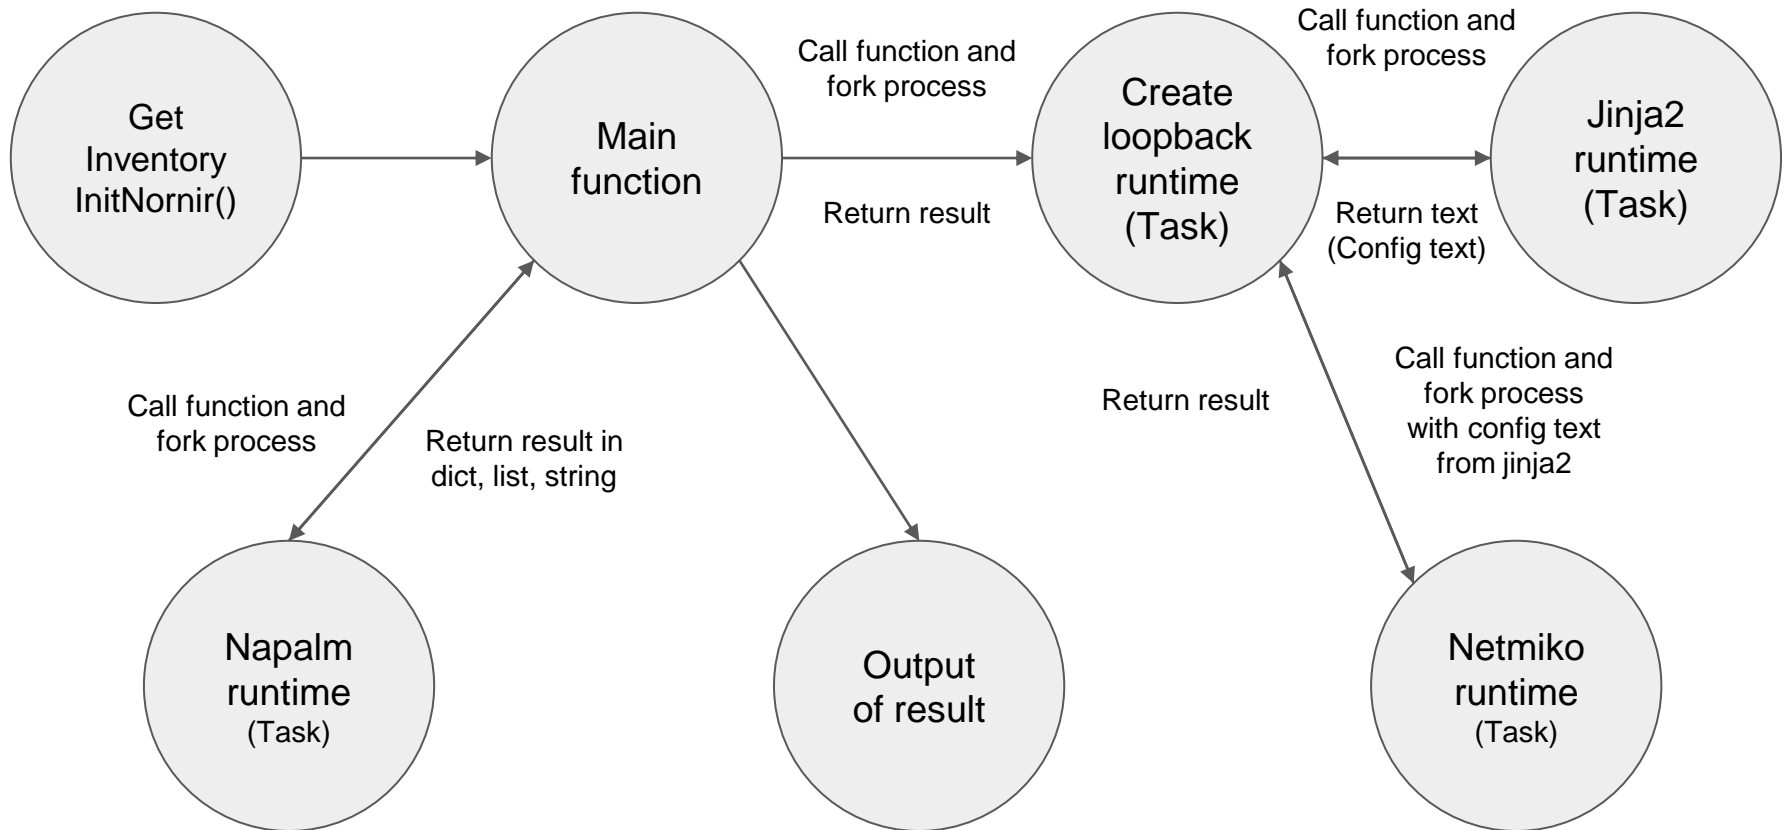 Get
Inventory
InitNornir()
Main
function
Call function and
fork process
Return result
Create
loopback
runtime
(Task)
Call function and
fork process
Return text
(Config text)
Jinja2
runtime
(Task)
Call function and
fork process
Return result in
dict, list, string
Return result
Call function and
fork process
with config text
from jinja2
Napalm
runtime
(Task)
Output
of result
Netmiko
runtime
(Task)